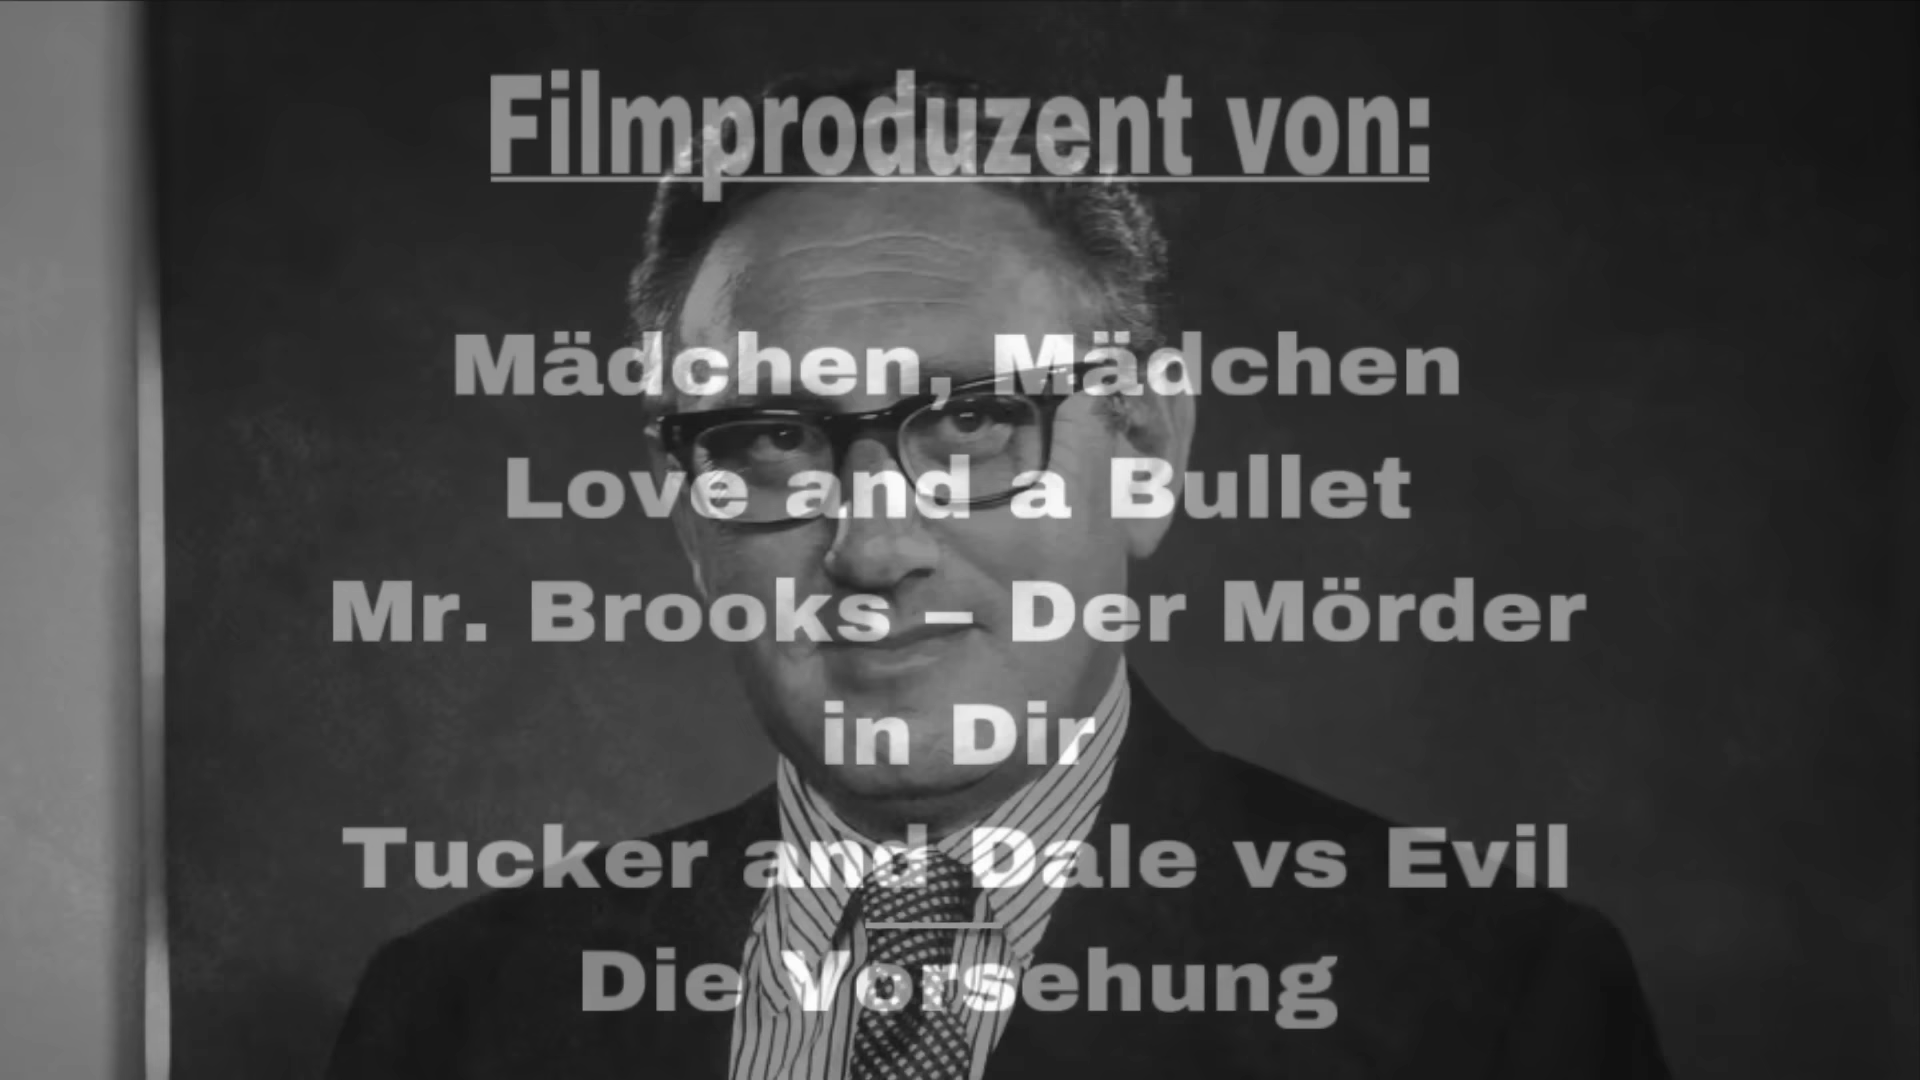 Filmproduzent von:
Mädchen, Mädchen
Love and a Bullet
Mr. Brooks – Der Mörder
in Dir
Tucker and Dale vs Evil
Die Vorsehung